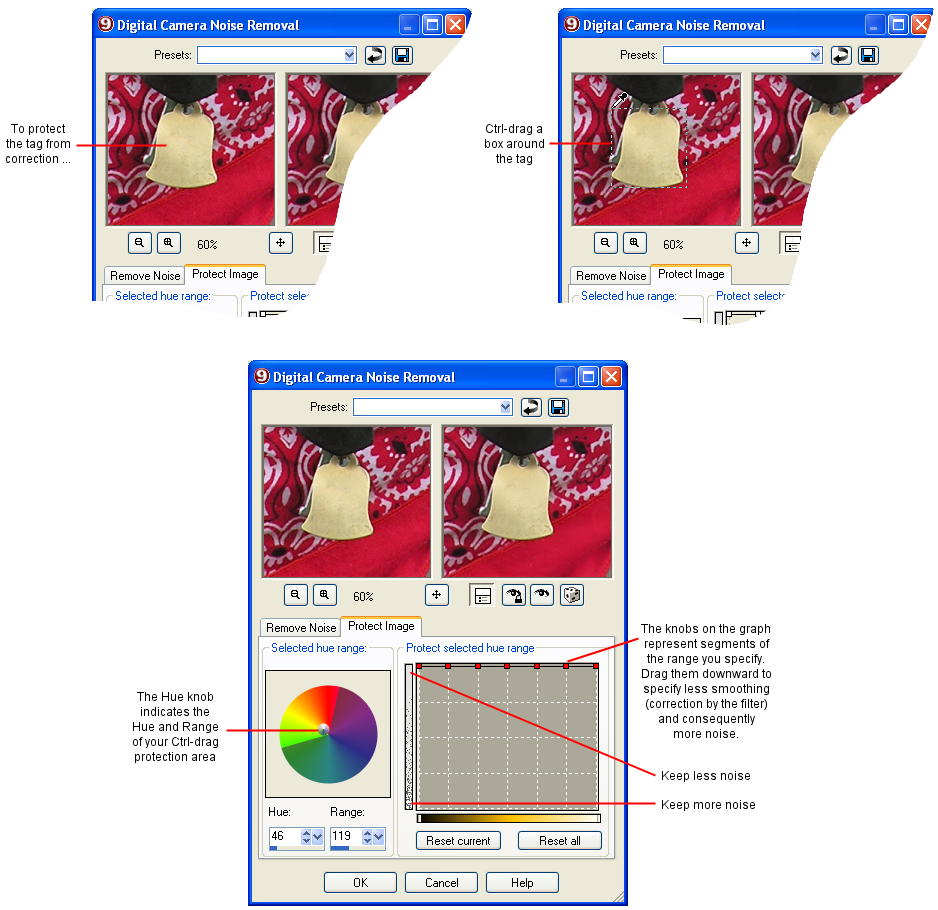 9 Digital Camera Noise Removal
Presets:
To protect
the tag from
correction ...
60%
Remove Noise
Protect Image
Selected hue range:
Protect sele
9 Digital Camera Noise Removal
Presets:
Ctrl-drag a
box around
the tag
60%
Remove Noise
Protect Image
Selected hue range:
Protect selec
9 Digital Camera Noise Removal
Presets:
60%
Remove Noise
Protect Image
Selected hue range:
Protect selected hue range
The Hue knob
indicates the
Hue and Range
of your Ctrl-drag
protection area
The knobs on the graph
represent segments of
the range you specify.
Drag them downward to
specify less smoothing
(correction by the filter)
and consequently
more noise.
Keep less noise
Keep more noise
Hue:
Range:
46
119
Reset current
Reset all
OK
Cancel
Help